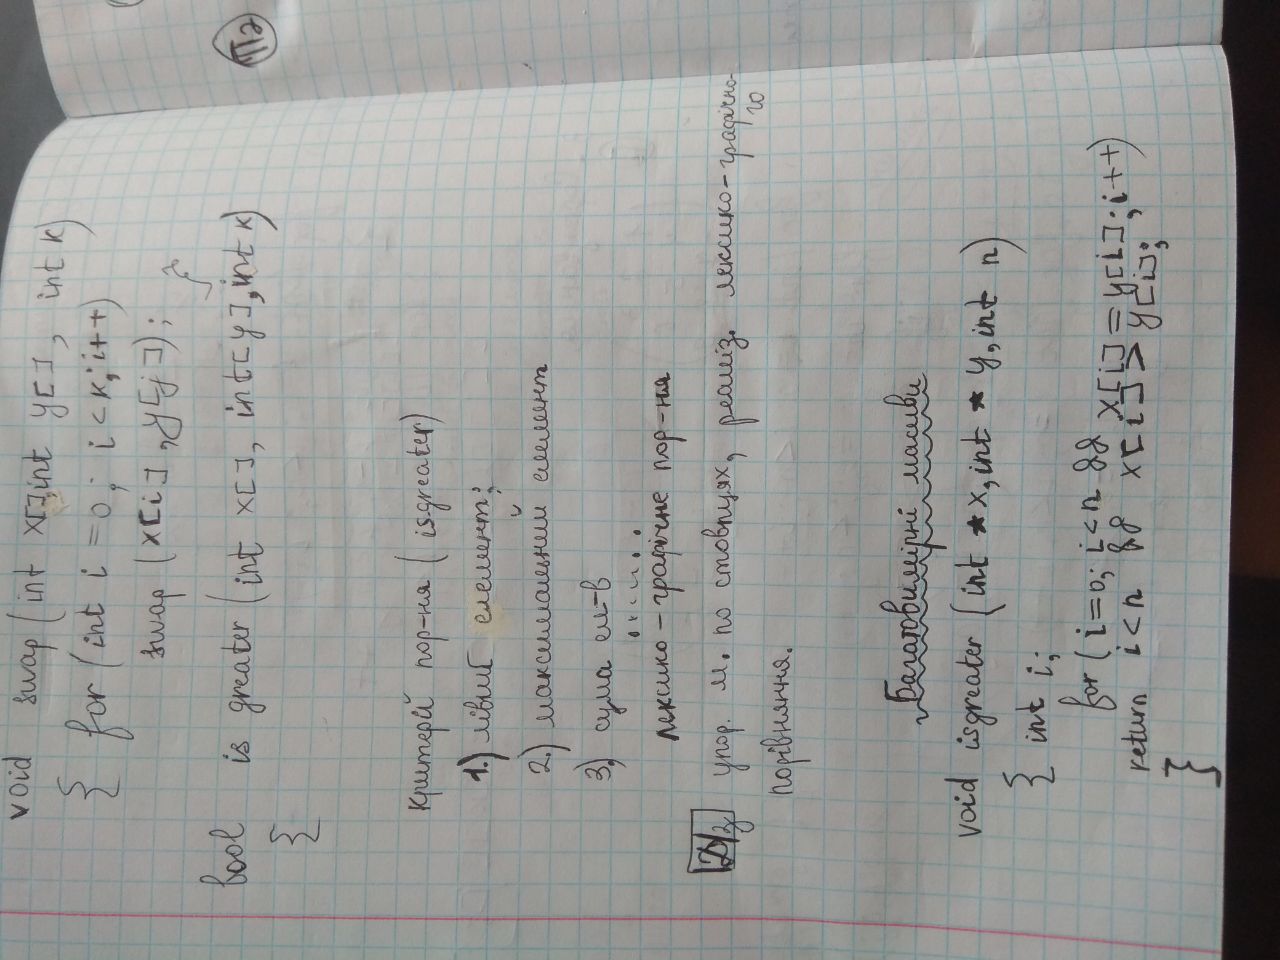 void swap (int x[], int y[], int k)
{ for (int i = 0; i < k; i++)
swap (x[i], y[j]); }
bool is greater (int x[], int[y], int k)
{
П2
критерій пор-ня (isgreater)
1.) лівий елемент;
2.) максимальний елемент
3.) сума ел-в
лексико-графічне пор-ня
Д/з упор. м. по стовпцях, реаліз. лексико-графічно-
го
порівняння.
Багатовимірні масиви
void isgreater (int * x, int * y, int n)
{ int i;
for (i=0; i<n &&
x[i] = y[i]; i++)
return i<n && x[i] > y[i];
}